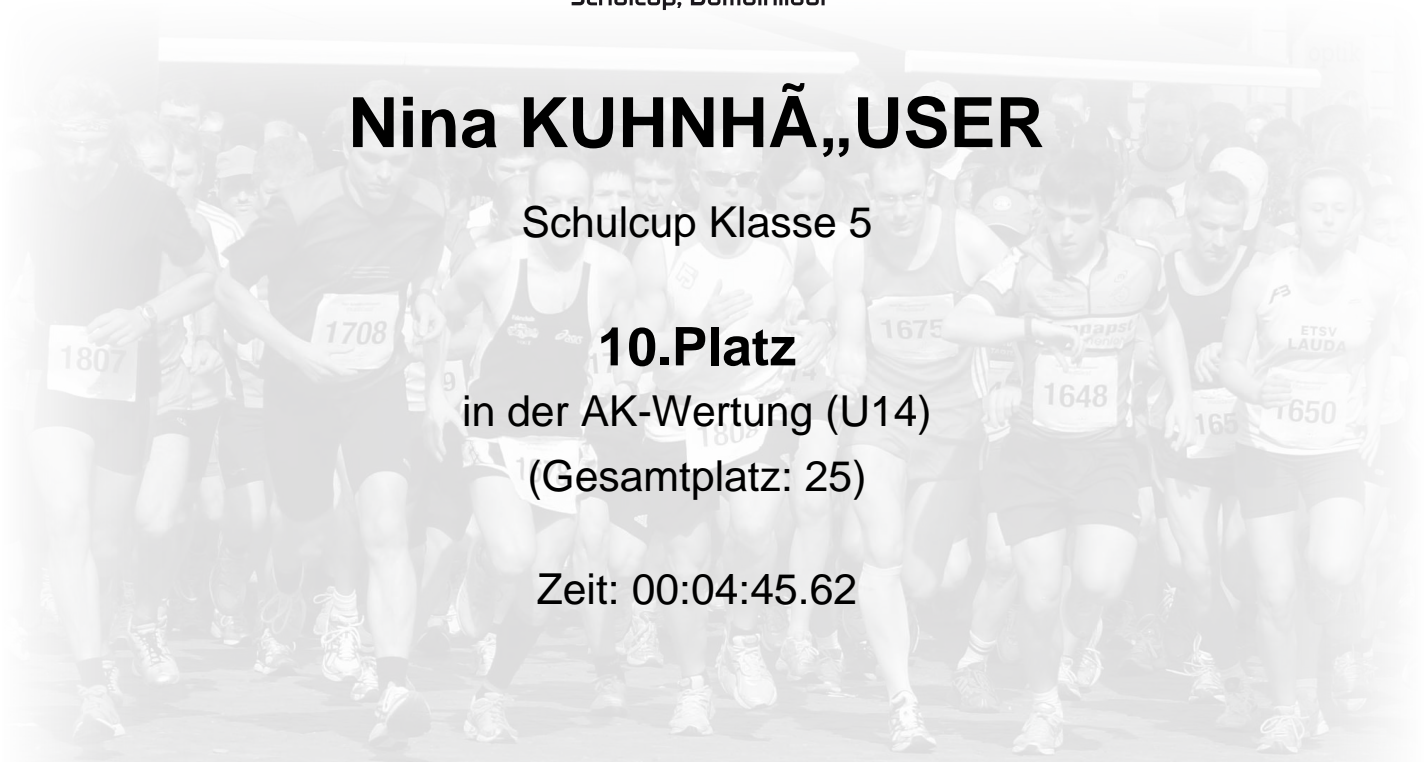 Nina KUHNHÃ„USER
Schulcup Klasse 5
10.Platz
in der AK-Wertung (U14)
(Gesamtplatz: 25)
Zeit: 00:04:45.62
1807
1708
1675
1648
165
1650
ETSV
LAUDA